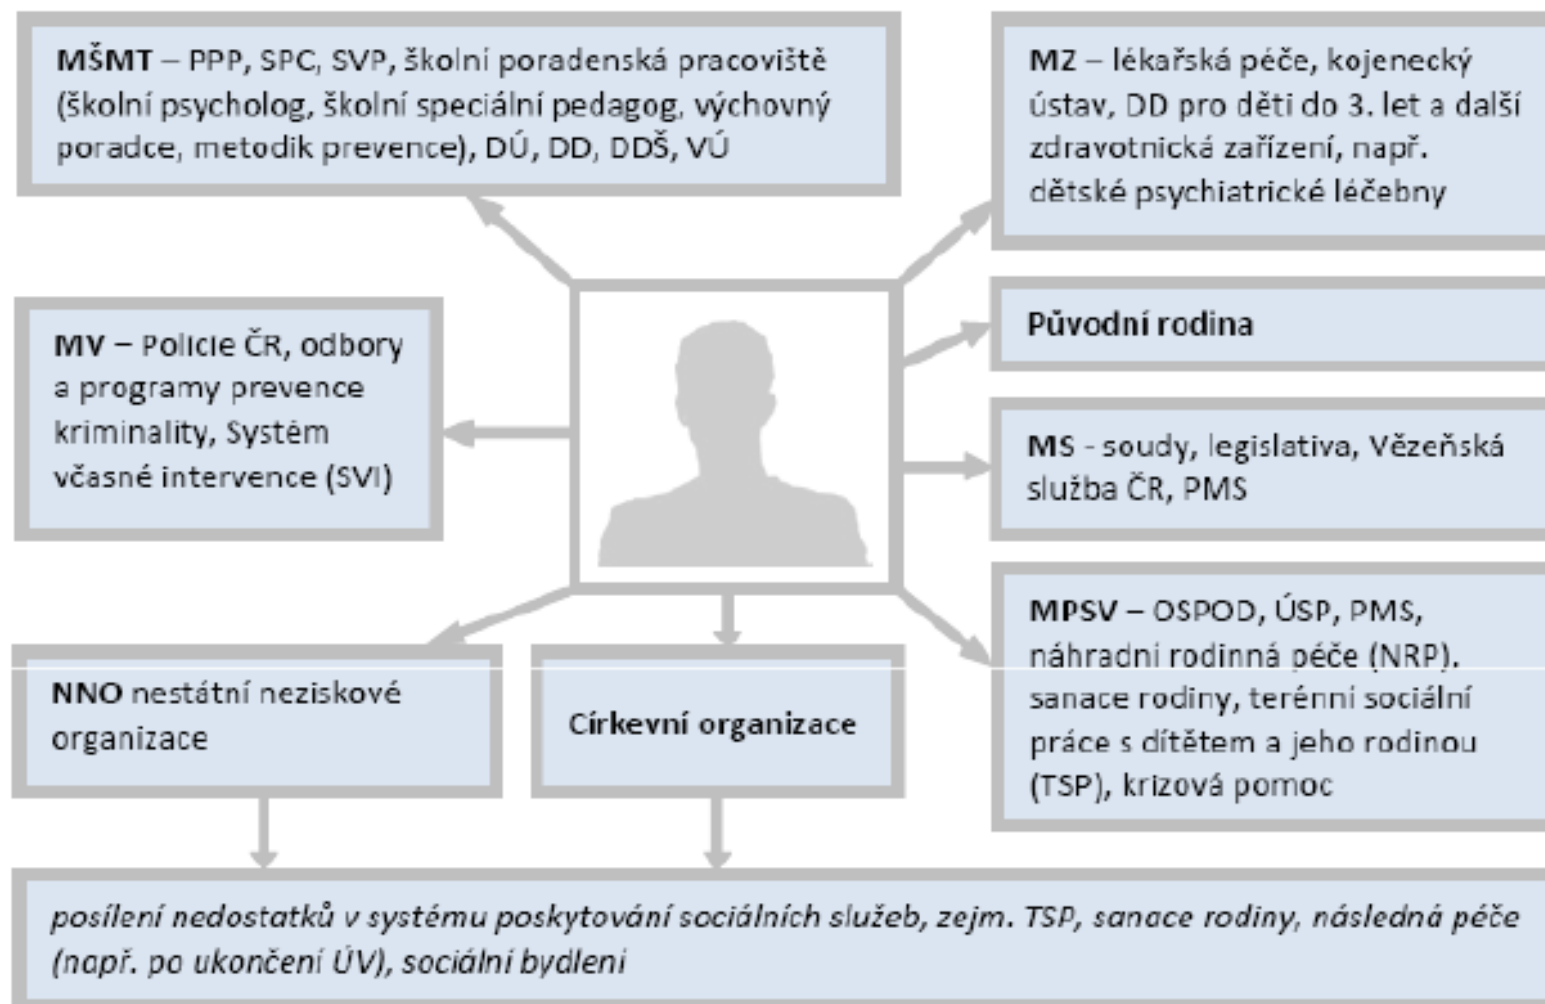 MŠMT – PPP, SPC, SVP, školní poradenská pracoviště
(školní psycholog, školní speciální pedagog, výchovný
poradce, metodik prevence), DÚ, DD, DDŠ, VÚ
MZ – lékařská péče, kojenecký
ústav, DD pro děti do 3. let a další
zdravotnická zařízení, např.
dětské psychiatrické léčebny
MV – Policie ČR, odbory
a programy prevence
kriminality, Systém
včasné intervence (SVI)
Původní rodina
MS - soudy, legislativa, Vězeňská
služba ČR, PMS
MPSV – OSPOD, ÚSP, PMS,
náhradní rodinná péče (NRP).
sanace rodiny, terénní sociální
práce s dítětem a jeho rodinou
(TSP), krizová pomoc
NNO nestátní neziskové
organizace
Církevní organizace
posílení nedostatků v systému poskytování sociálních služeb, zejm. TSP, sanace rodiny, následná péče
(např. po ukončení ÚV), sociální bydlení